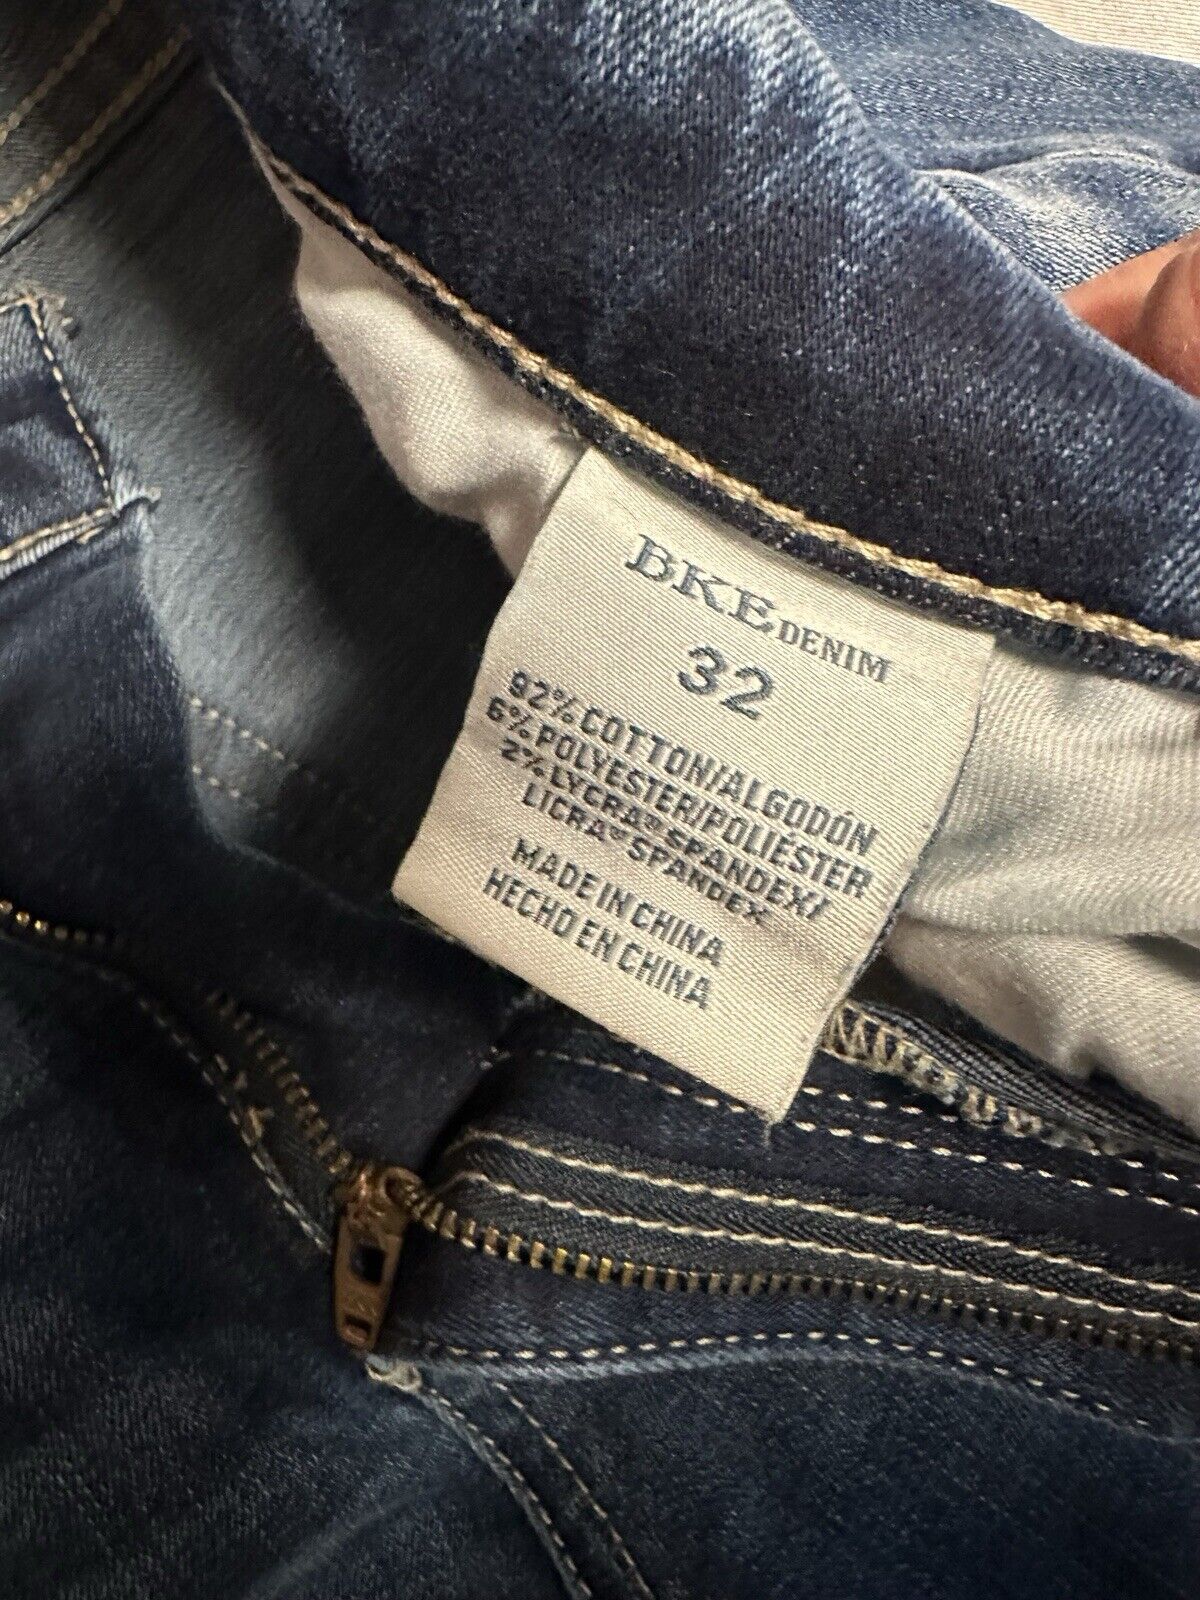 BKE DENIM
32
92% COTTON/ALGODÓN
6% POLYESTER/POLIÉSTER
2% LYCRA® SPANDEX/
LICRA® SPANDEX
MADE IN CHINA
HECHO EN CHINA